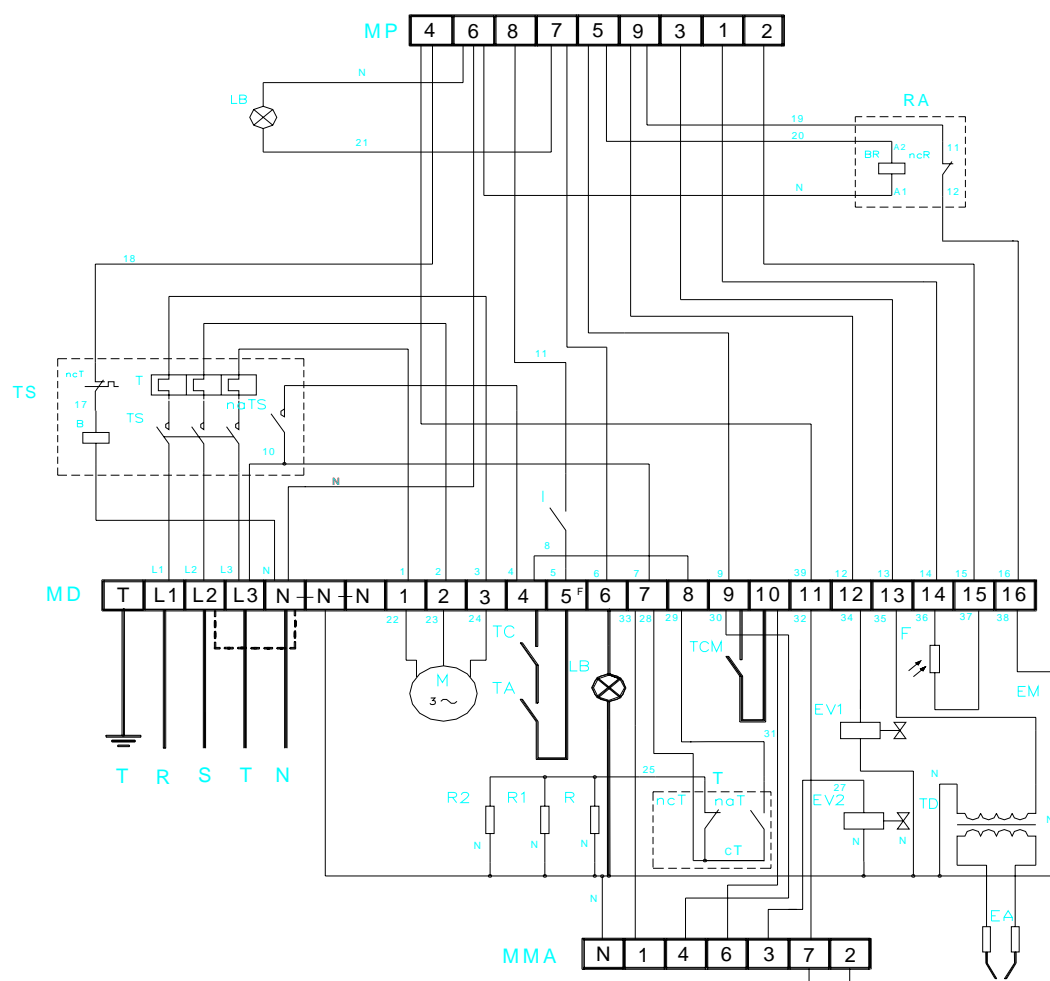 MP 4 6 8 7 5 9 3 1 2
N
LB
21
RA
19
20
11
BR A2 ncR
N A1 12
18
11
TS
ncT T
17 TS naTS
B
10
N
I
8
L1 L2 L3 N 1 2 3 4 5 6 7 9 39 12 13 14 15 16
MD T L1 L2 L3 N N N 1 2 3 4 5 F 6 7 8 9 10 11 12 13 14 15 16
22 23 24 33 28 29 30 32 34 35 36 37 38
TC LB TCM F
M EM
3~ TA EV1
31
T R S T N
25 T N
R2 R1 R ncT naT 27
EV2 TD
N
N N N cT N N
N
EA
MMA N 1 4 6 3 7 2